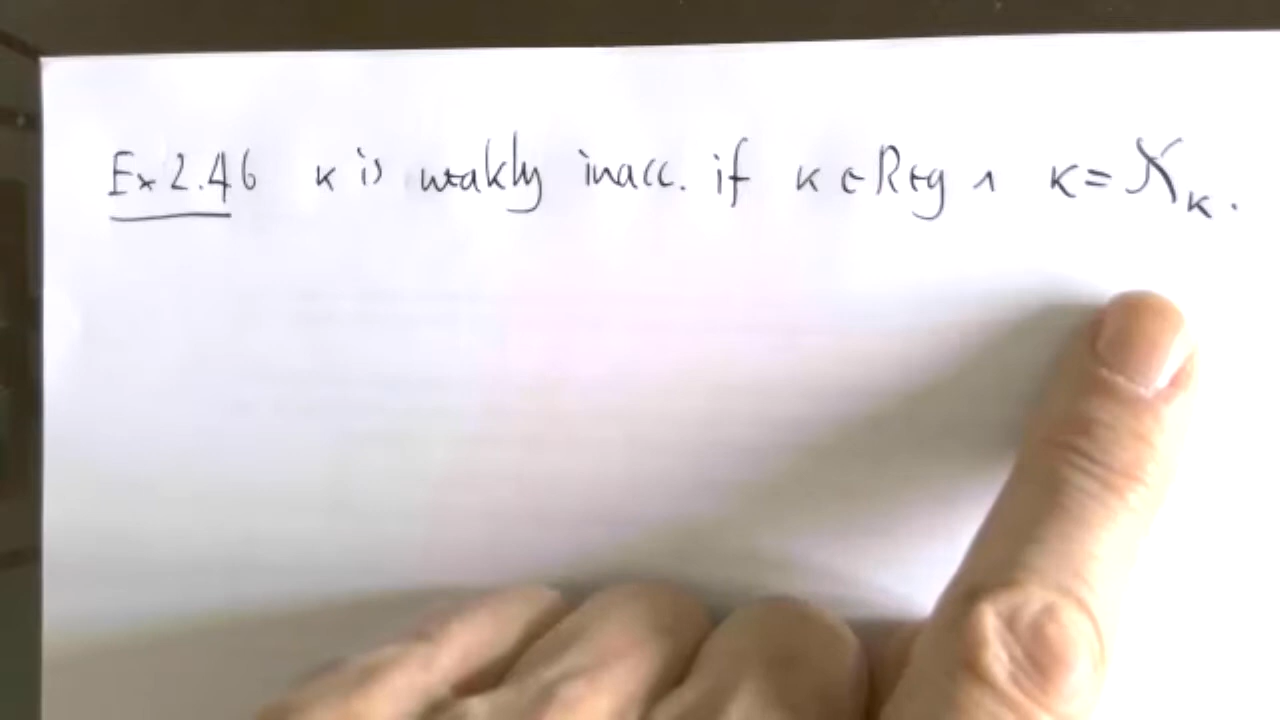 Ex 2.46 κ is weakly inacc. if κ ∈ Reg ∧ κ = ℵ_κ.